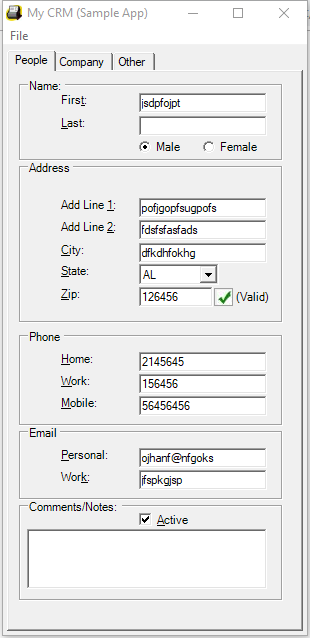 My CRM (Sample App)
File
People Company Other
Name:
First: jsdpfojpt
Last:
Male Female
Address
Add Line 1: pofjgopfsugpofs
Add Line 2: fdsfsfasfads
City: dfkdhfokhg
State: AL
Zip: 126456 (Valid)
Phone
Home: 2145645
Work: 156456
Mobile: 56456456
Email
Personal: ojhanf@nfgoks
Work: jfspkgjsp
Comments/Notes:
Active